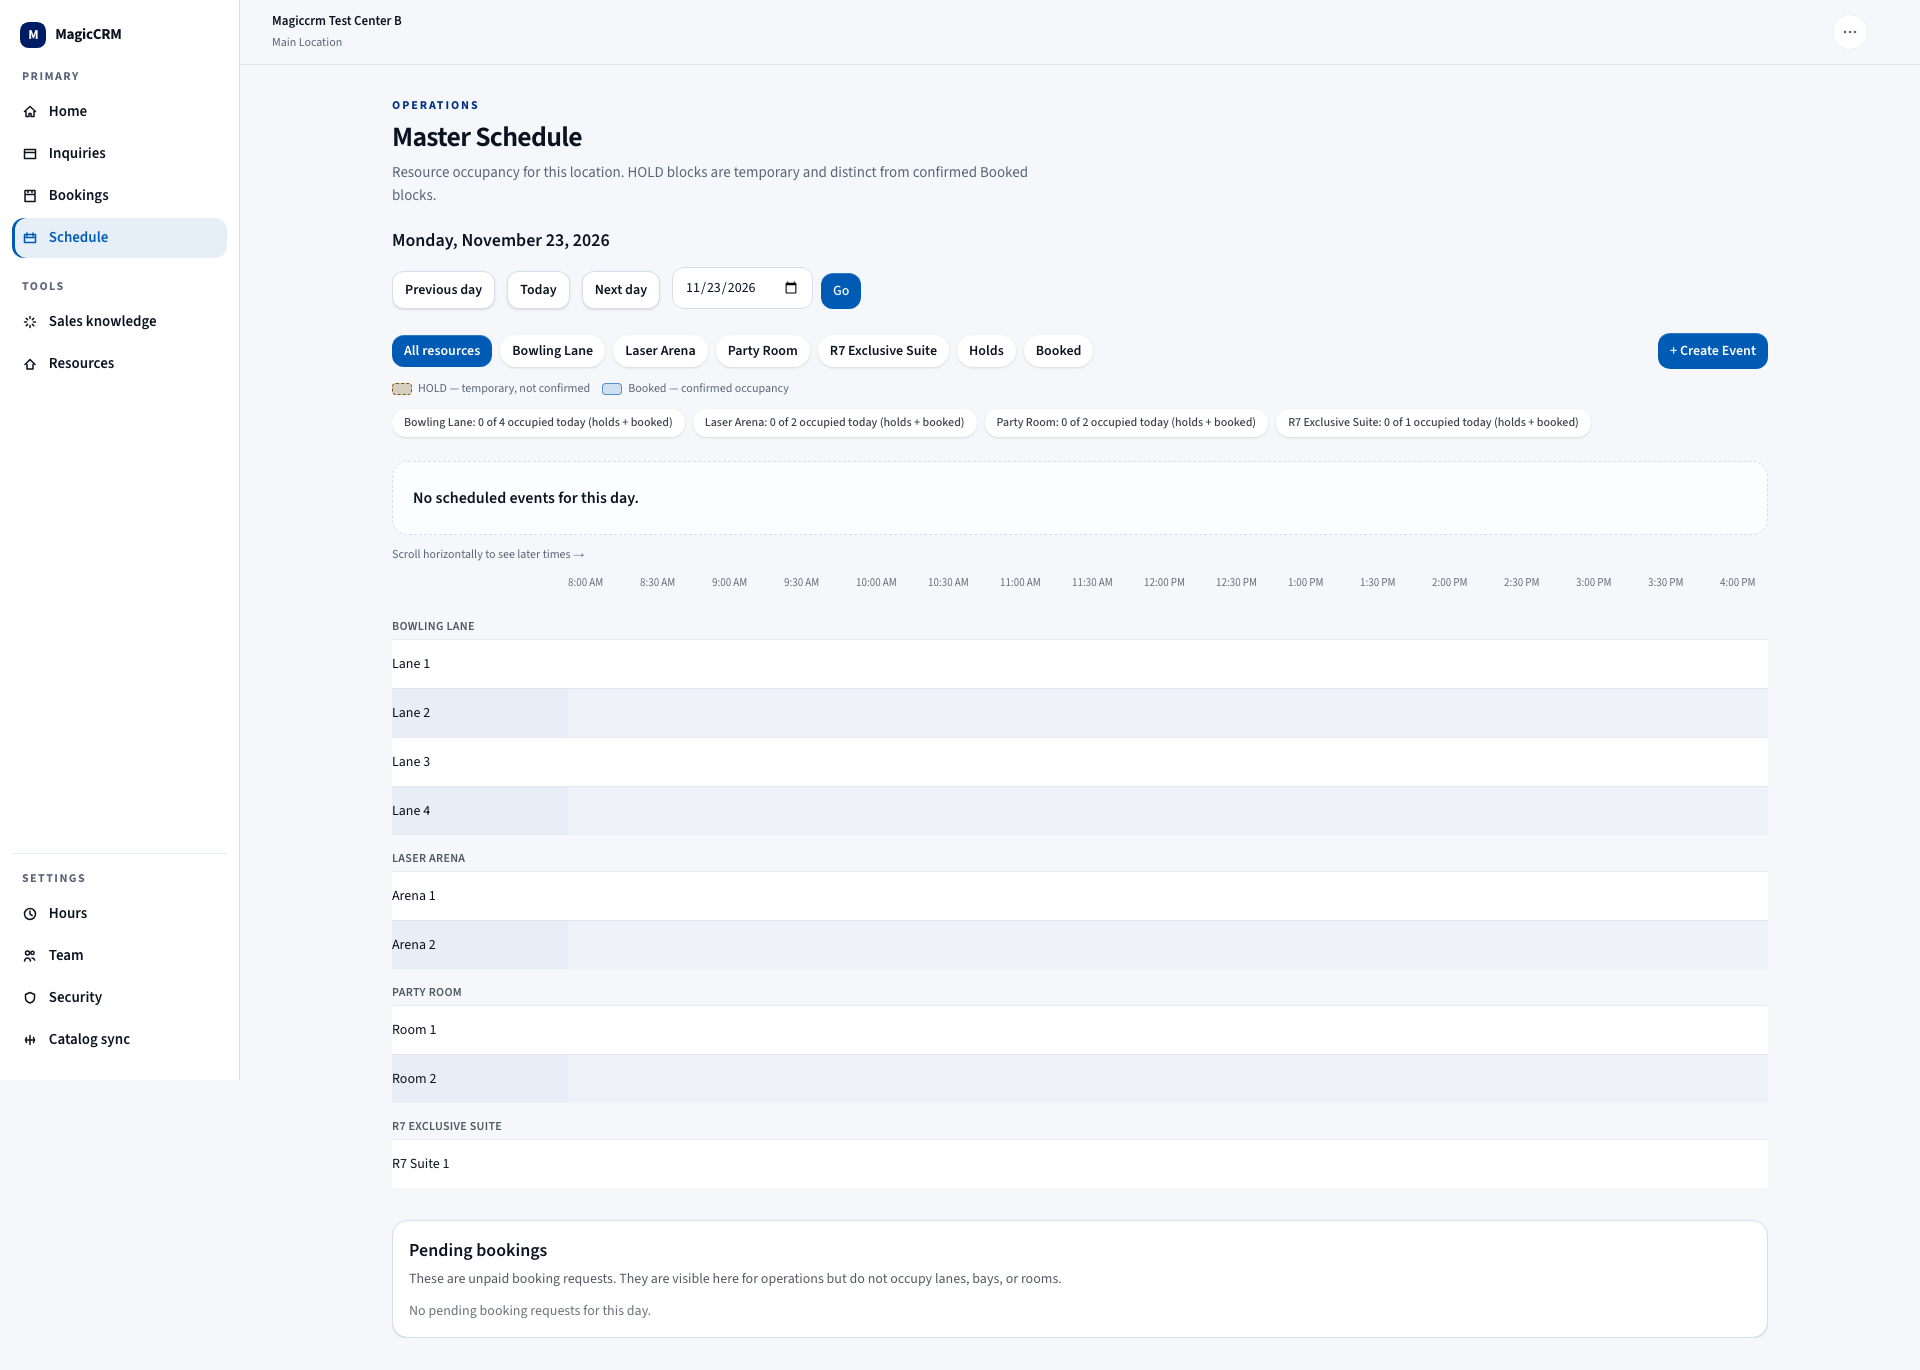 M MagicCRM
PRIMARY
Home
Inquiries
Bookings
Schedule
TOOLS
Sales knowledge
Resources
SETTINGS
Hours
Team
Security
Catalog sync
Magiccrm Test Center B
Main Location
OPERATIONS
Master Schedule
Resource occupancy for this location. HOLD blocks are temporary and distinct from confirmed Booked
blocks.
Monday, November 23, 2026
Previous day Today Next day 11/23/2026 Go
All resources Bowling Lane Laser Arena Party Room R7 Exclusive Suite Holds Booked + Create Event
HOLD — temporary, not confirmed Booked — confirmed occupancy
Bowling Lane: 0 of 4 occupied today (holds + booked) Laser Arena: 0 of 2 occupied today (holds + booked) Party Room: 0 of 2 occupied today (holds + booked) R7 Exclusive Suite: 0 of 1 occupied today (holds + booked)
No scheduled events for this day.
Scroll horizontally to see later times →
8:00 AM 8:30 AM 9:00 AM 9:30 AM 10:00 AM 10:30 AM 11:00 AM 11:30 AM 12:00 PM 12:30 PM 1:00 PM 1:30 PM 2:00 PM 2:30 PM 3:00 PM 3:30 PM 4:00 PM
BOWLING LANE
Lane 1
Lane 2
Lane 3
Lane 4
LASER ARENA
Arena 1
Arena 2
PARTY ROOM
Room 1
Room 2
R7 EXCLUSIVE SUITE
R7 Suite 1
Pending bookings
These are unpaid booking requests. They are visible here for operations but do not occupy lanes, bays, or rooms.
No pending booking requests for this day.